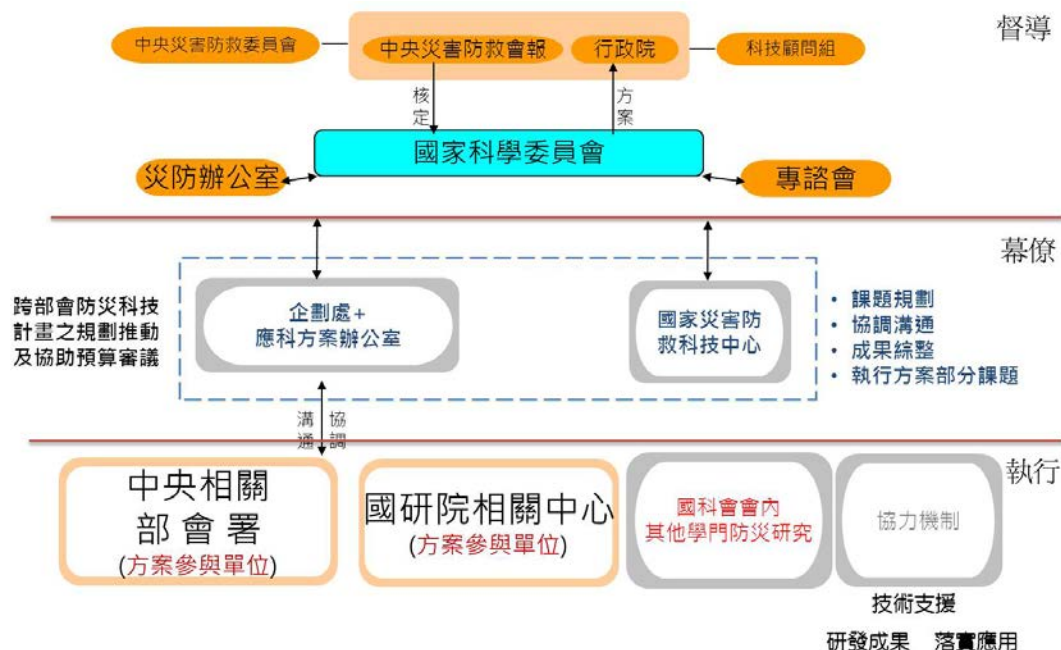 督導
中央災害防救委員會
中央災害防救會報
行政院
科技顧問組
核定
方案
國家科學委員會
災防辦公室
專諮會
幕僚
跨部會防災科技
計畫之規劃推動
及協助預算審議
企劃處+
應科方案辦公室
國家災害防
救科技中心
• 課題規劃
• 協調溝通
• 成果綜整
• 執行方案部分課題
溝通
協調
執行
中央相關
部會署
(方案參與單位)
國研院相關中心
(方案參與單位)
國科會會內
其他學門防災研究
協力機制
技術支援
研發成果 落實應用